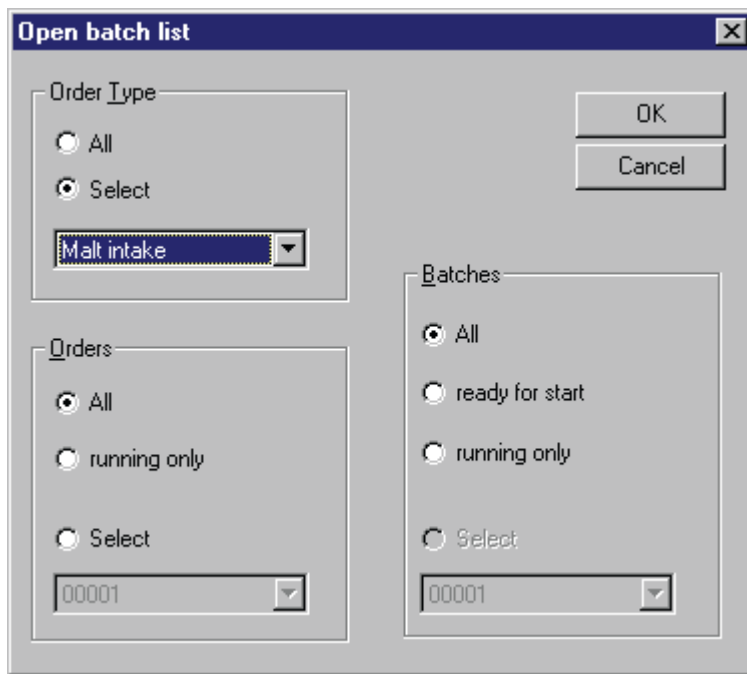 Open batch list
Order Type
All
Select
Malt intake
Orders
All
running only
Select
00001
OK
Cancel
Batches
All
ready for start
running only
Select
00001